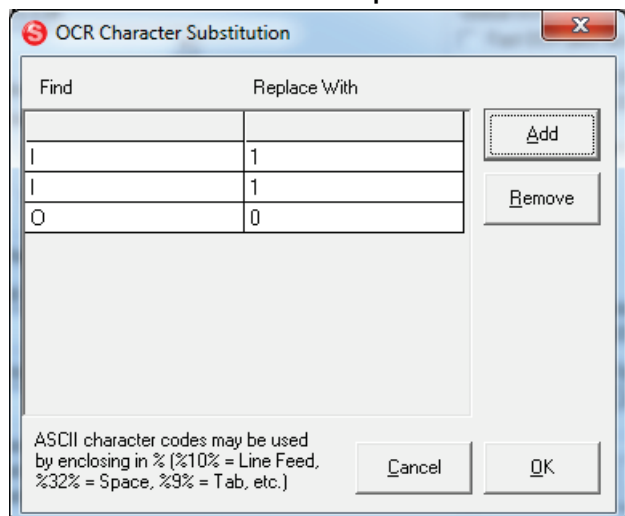 OCR Character Substitution
Find Replace With
Add
I 1
l 1
Remove
O 0
ASCII character codes may be used
by enclosing in % (%10% =
Line Feed,
%32% = Space, %9% = Tab, etc.)
Cancel OK